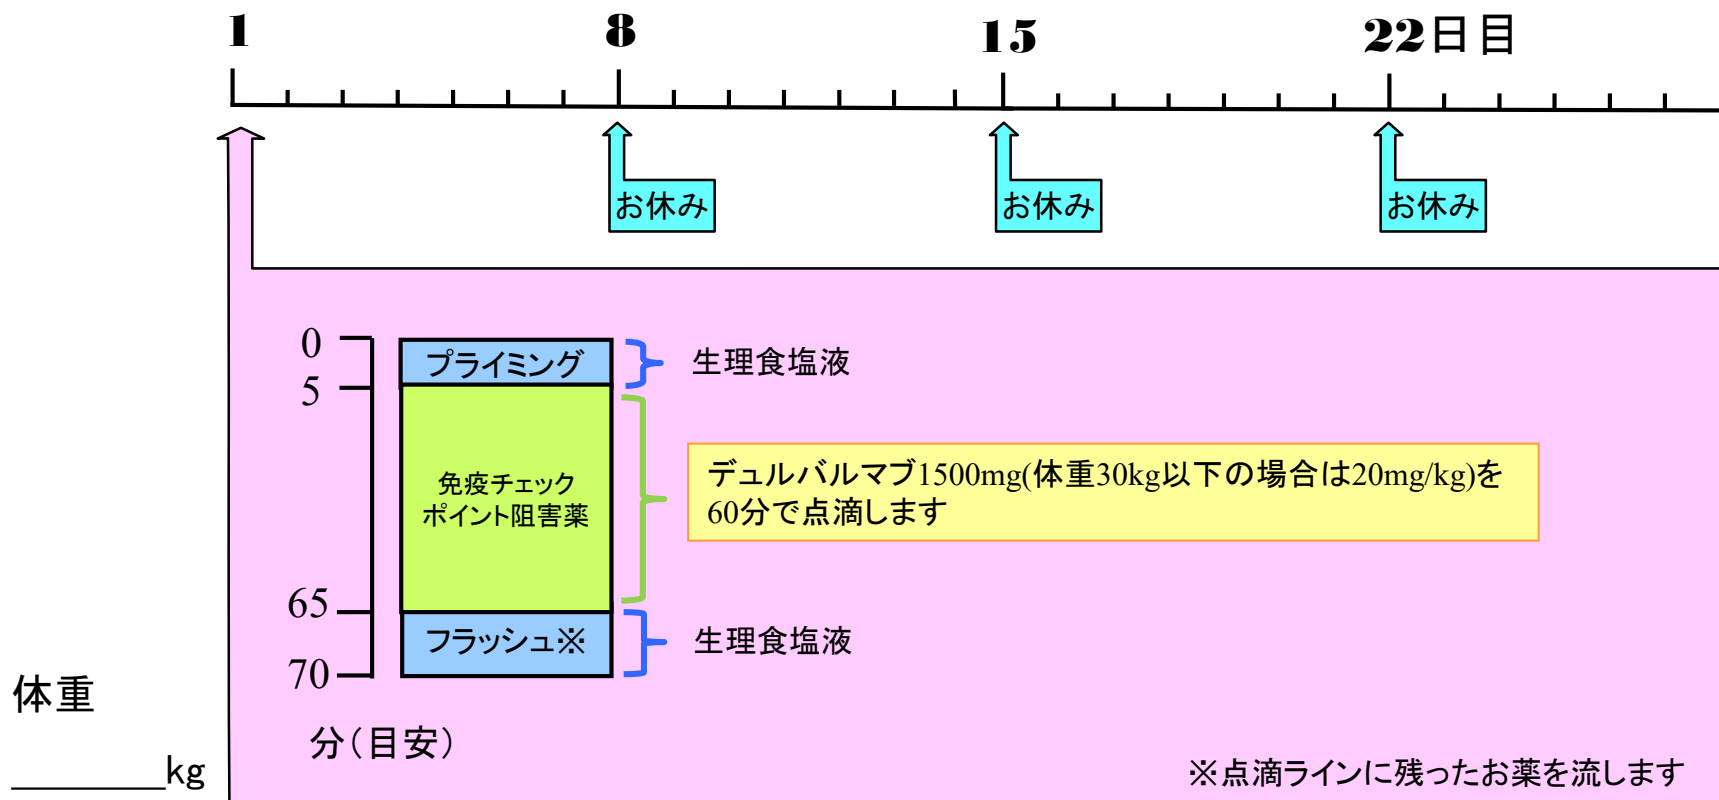 1
8
15
22日目
お休み
お休み
お休み
0
プライミング
生理食塩液
5
免疫チェック
ポイント阻害薬
デュルバルマブ1500mg(体重30kg以下の場合は20mg/kg)を
60分で点滴します
65
フラッシュ※
生理食塩液
70
体重
分(目安)
________kg
※点滴ラインに残ったお薬を流します